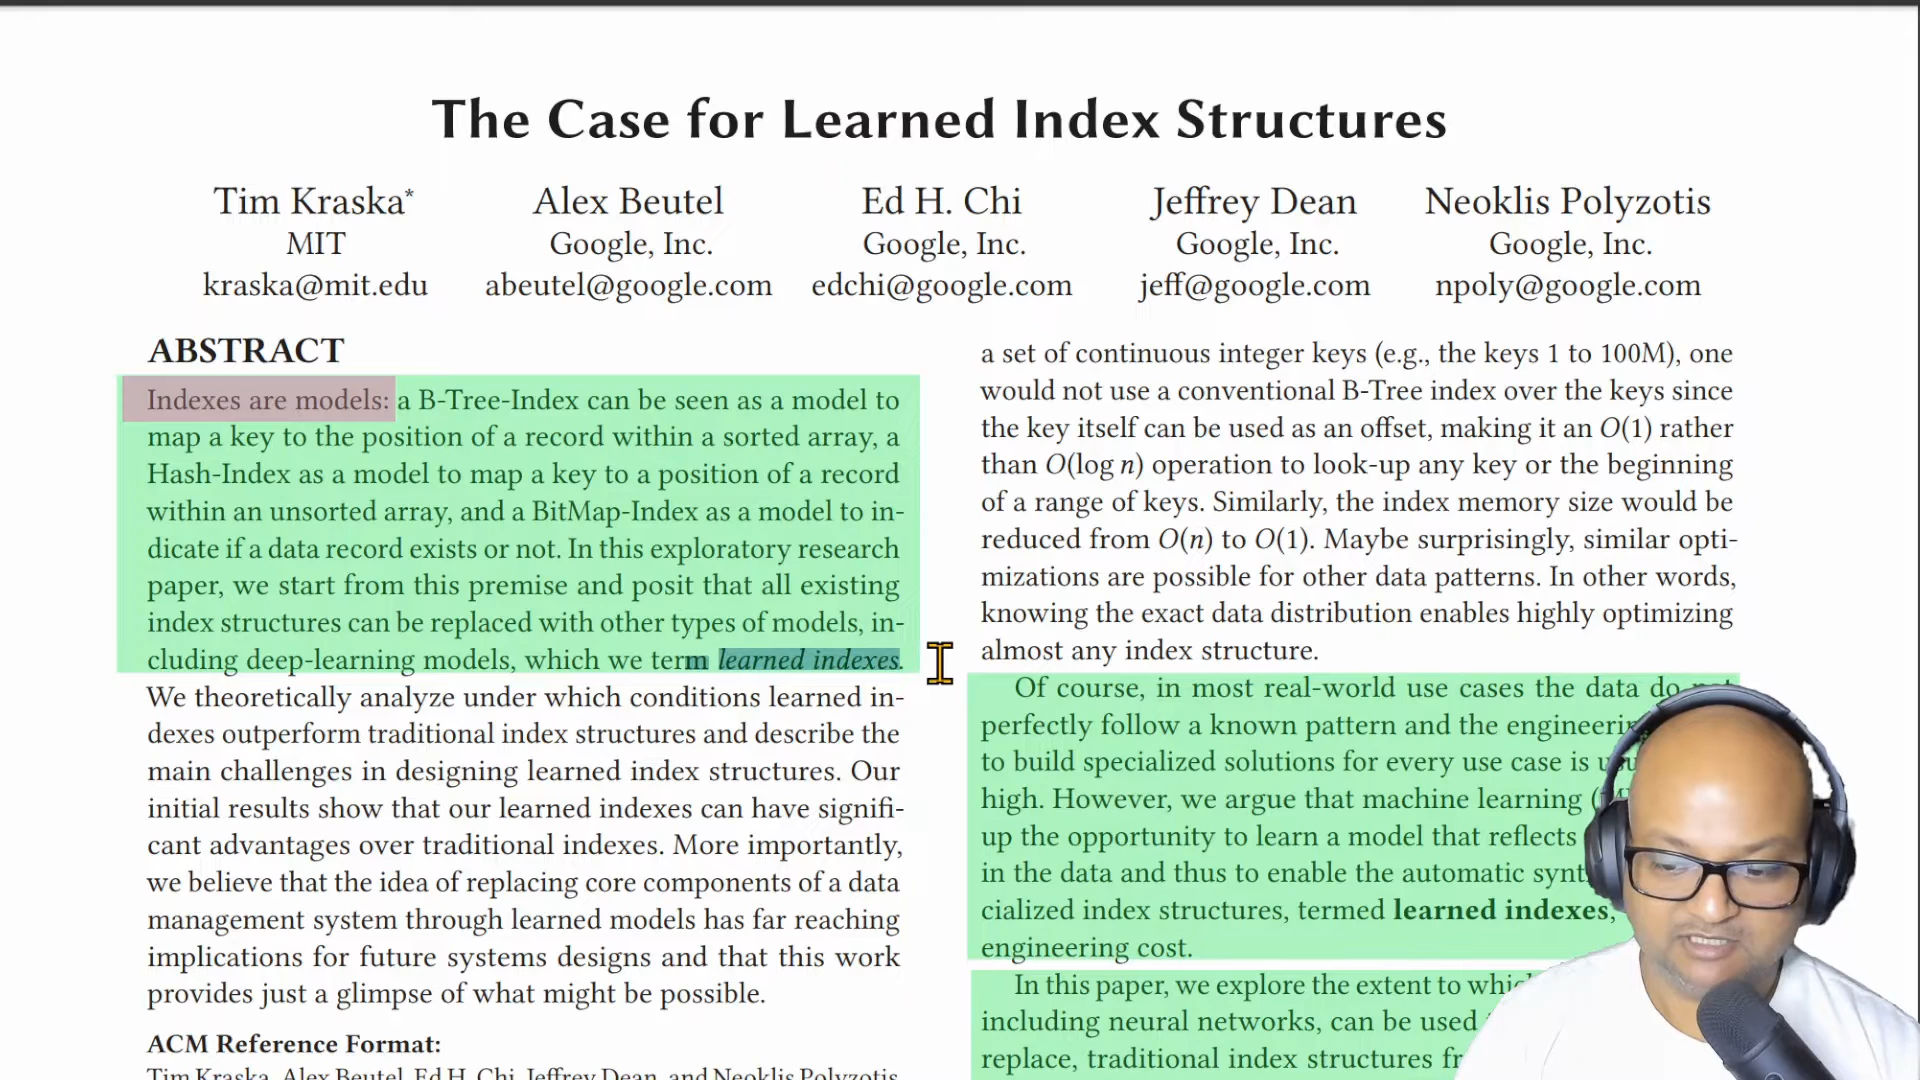 The Case for Learned Index Structures
Tim Kraska*
MIT
kraska@mit.edu
Alex Beutel
Google, Inc.
abeutel@google.com
Ed H. Chi
Google, Inc.
edchi@google.com
Jeffrey Dean
Google, Inc.
jeff@google.com
Neoklis Polyzotis
Google, Inc.
npoly@google.com
ABSTRACT
Indexes are models: a B-Tree-Index can be seen as a model to
map a key to the position of a record within a sorted array, a
Hash-Index as a model to map a key to a position of a record
within an unsorted array, and a BitMap-Index as a model to in-
dicate if a data record exists or not. In this exploratory research
paper, we start from this premise and posit that all existing
index structures can be replaced with other types of models, in-
cluding deep-learning models, which we term learned indexes.
We theoretically analyze under which conditions learned in-
dexes outperform traditional index structures and describe the
main challenges in designing learned index structures. Our
initial results show that our learned indexes can have signifi-
cant advantages over traditional indexes. More importantly,
we believe that the idea of replacing core components of a data
management system through learned models has far reaching
implications for future systems designs and that this work
provides just a glimpse of what might be possible.
ACM Reference Format:
Tim Kraska, Alex Beutel, Ed H. Chi, Jeffrey Dean, and Neoklis Polyzotis.
a set of continuous integer keys (e.g., the keys 1 to 100M), one
would not use a conventional B-Tree index over the keys since
the key itself can be used as an offset, making it an O(1) rather
than O(log n) operation to look-up any key or the beginning
of a range of keys. Similarly, the index memory size would be
reduced from O(n) to O(1). Maybe surprisingly, similar opti-
mizations are possible for other data patterns. In other words,
knowing the exact data distribution enables highly optimizing
almost any index structure.
Of course, in most real-world use cases the data do not
perfectly follow a known pattern and the
to build specialized solutions for every use case is
high. However, we argue that machine learning
up the opportunity to learn a model that reflects
in the data and thus to enable the automatic
cialized index structures, termed learned indexes,
engineering cost.
In this paper, we explore the extent to
including neural networks, can be used
replace, traditional index structures